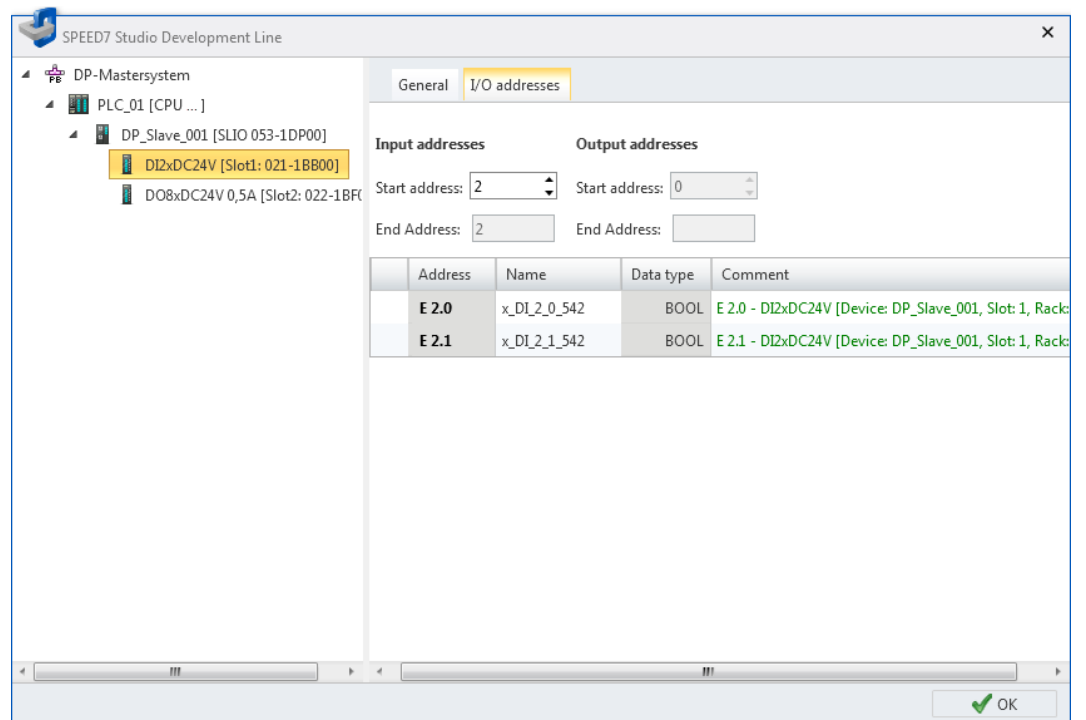 SPEED7 Studio Development Line
DP-Mastersystem
PLC_01 [CPU ... ]
DP_Slave_001 [SLIO 053-1DP00]
DI2xDC24V [Slot1: 021-1BB00]
DO8xDC24V 0,5A [Slot2: 022-1BF0
General I/O addresses
Input addresses Output addresses
Start address: 2 Start address: 0
End Address: 2 End Address:
Address Name Data type Comment
E 2.0 x_DI_2_0_542 BOOL E 2.0 - DI2xDC24V [Device: DP_Slave_001, Slot: 1, Rack:
E 2.1 x_DI_2_1_542 BOOL E 2.1 - DI2xDC24V [Device: DP_Slave_001, Slot: 1, Rack:
OK